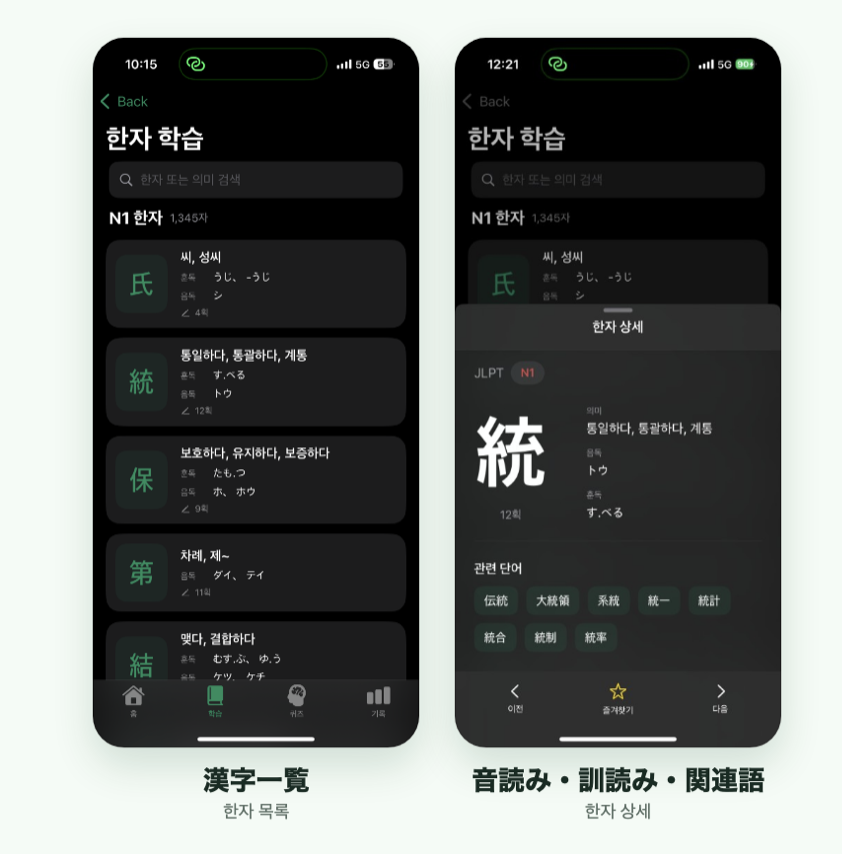 10:15
5G 55
Back
한자 학습
한자 또는 의미 검색
N1 한자 1,345자
氏
씨, 성씨
훈독 うじ、 -うじ
음독 シ
4획
統
통일하다, 통괄하다, 계통
훈독 す.べる
음독 トウ
12획
保
보호하다, 유지하다, 보증하다
훈독 たも.つ
음독 ホ、 ホウ
9획
第
차례, 제~
음독 ダイ、 テイ
11획
結
맺다, 결합하다
훈독 むす.ぶ、 ゆ.う
음독 ケツ、 ケチ
홈 학습 퀴즈 기록
漢字一覧
한자 목록
12:21
5G 90+
Back
한자 학습
한자 또는 의미 검색
N1 한자 1,345자
氏
씨, 성씨
훈독 うじ、 -うじ
음독 シ
한자 상세
JLPT N1
統
12획
의미
통일하다, 통괄하다, 계통
음독
トウ
훈독
す.べる
관련 단어
伝統 大統領 系統 統一 統計
統合 統制 統率
이전 즐겨찾기 다음
音読み・訓読み・関連語
한자 상세